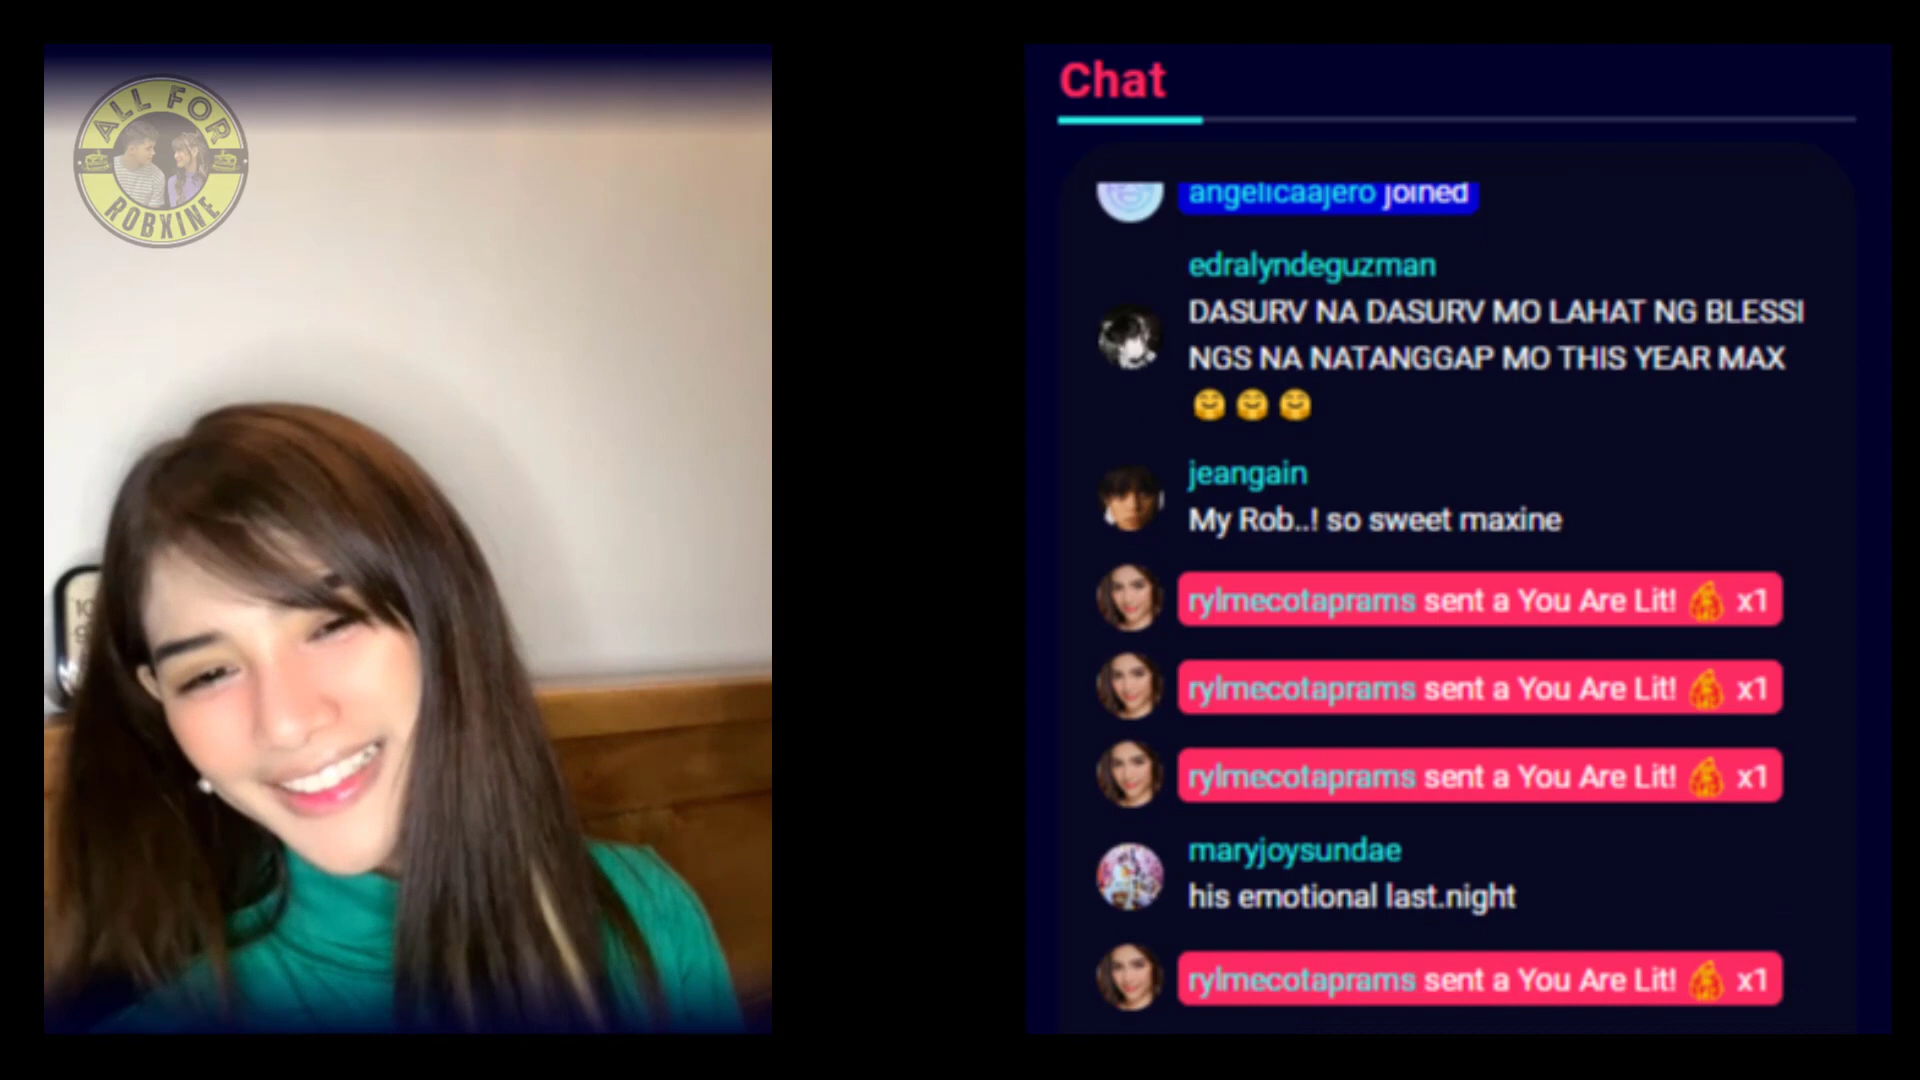 ALL FOR
ROBXINE
Chat
angelicaajero joined
edralyndeguzman
DASURV NA DASURV MO LAHAT NG BLESSI
NGS NA NATANGGAP MO THIS YEAR MAX
🤗 🤗 🤗
jeangain
My Rob..! so sweet maxine
rylmecotaprams sent a You Are Lit! x1
rylmecotaprams sent a You Are Lit! x1
rylmecotaprams sent a You Are Lit! x1
maryjoysundae
his emotional last.night
rylmecotaprams sent a You Are Lit! x1